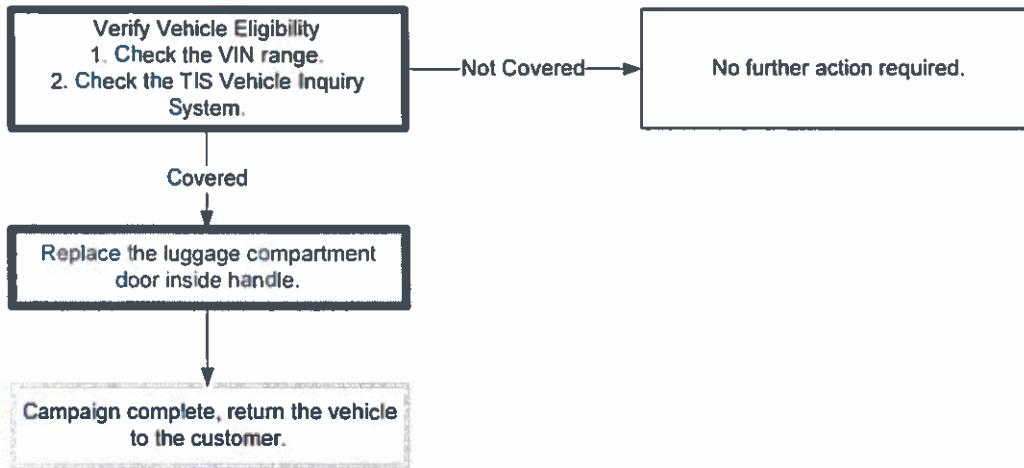 Verify Vehicle Eligibility
1. Check the VIN range.
2. Check the TIS Vehicle Inquiry
System.
Not Covered
No further action required.
Covered
Replace the luggage compartment
door inside handle.
Campaign complete, return the vehicle
to the customer.